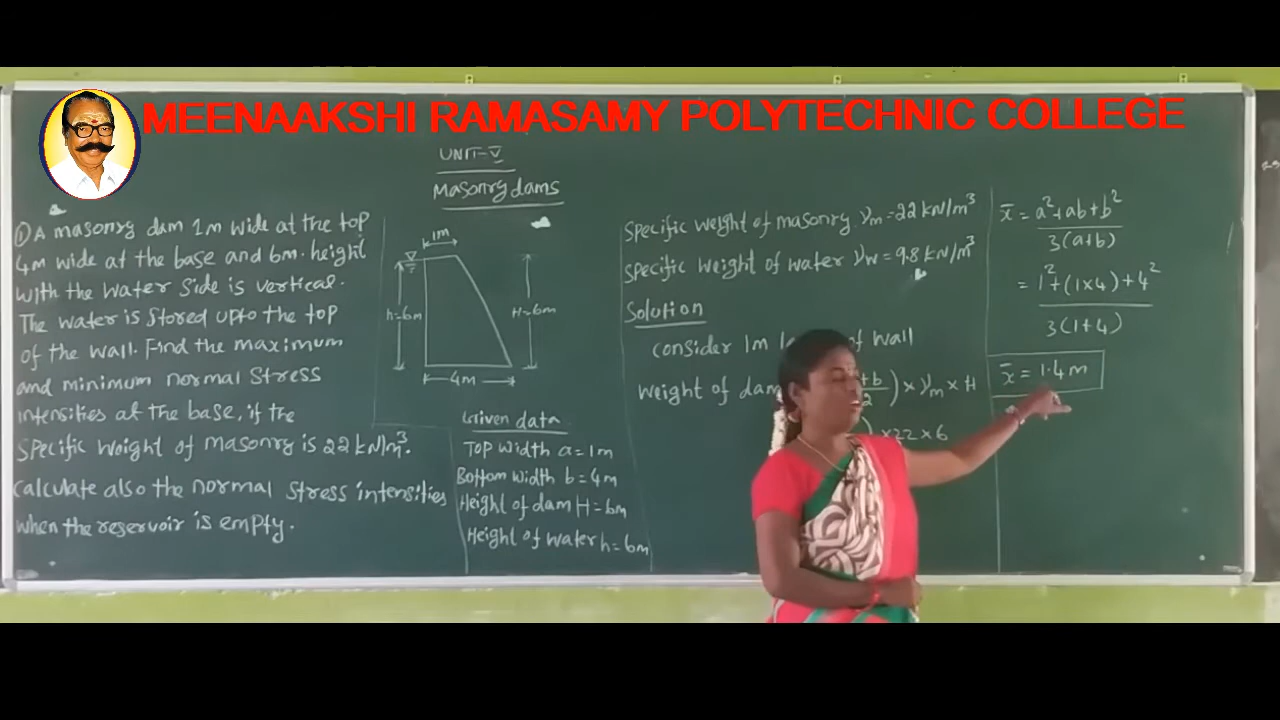 MEENAAKSHI RAMASAMY POLYTECHNIC COLLEGE
UNIT-V
Masonry dams
① A masonry dam 1m wide at the top
4m wide at the base and 6m. height
with the water side is vertical.
The water is stored upto the top
of the wall. Find the maximum
and minimum normal stress
intensities at the base, if the
specific weight of masonry is 22 kN/m³.
calculate also the normal stress intensities
when the reservoir is empty.
1m
h=6m
H=6m
4m
Given data
Top width a=1m
Bottom width b=4m
Height of dam H=6m
Height of water h=6m
Specific weight of masonry γm=22 kN/m³
Specific weight of water γw=9.8 kN/m³
Solution
Consider 1m of wall
Weight of dam +b/2) × γm × H
) ×22×6
x̄ = a²+ab+b²
3(a+b)
= 1²+(1×4)+4²
3(1+4)
x̄ = 1.4m